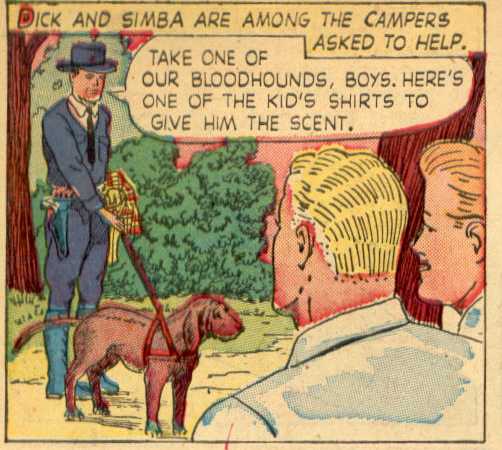 DICK AND SIMBA ARE AMONG THE CAMPERS
ASKED TO HELP.
TAKE ONE OF
OUR BLOODHOUNDS, BOYS. HERE'S
ONE OF THE KID'S SHIRTS TO
GIVE HIM THE SCENT.